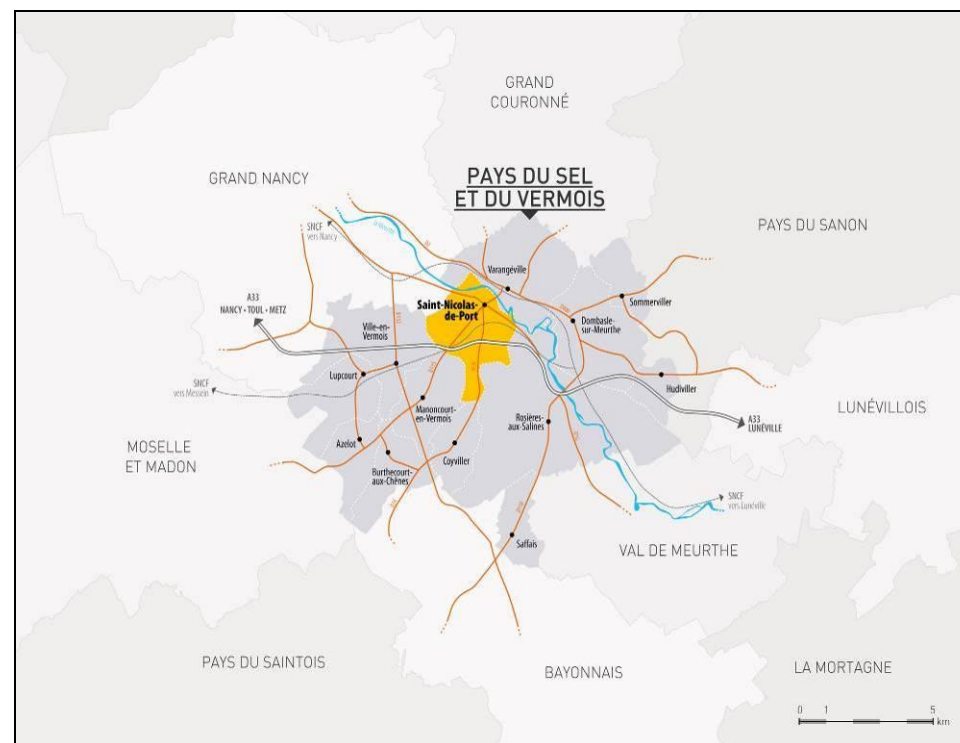 GRAND
COURONNÉ
GRAND NANCY
PAYS DU SEL
ET DU VERMOIS
PAYS DU SANON
SNCF
vers Nancy
Varangéville
Sommerviller
Saint-Nicolas-
de-Port
Dombasle-
sur-Meurthe
A33
NANCY • TOUL • METZ
Ville-en-
Vermois
Lupcourt
Hudiviller
SNCF
vers Messein
Manoncourt-
en-Vermois
Rosières-
aux-Salines
A33
LUNÉVILLE
LUNÉVILLOIS
MOSELLE
ET MADON
Azelot
Coyviller
Burthecourt-
aux-Chênes
SNCF
vers Lunéville
Saffais
VAL DE MEURTHE
PAYS DU SAINTOIS
BAYONNAIS
LA MORTAGNE
0 1 5
km